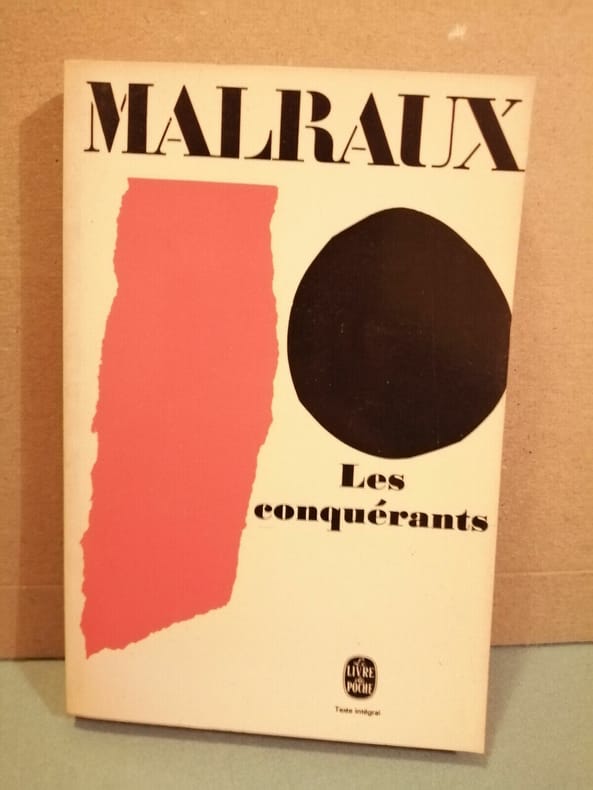 MALRAUX
Les
conquérants
Le
LIVRE
de
POCHE
Texte intégral